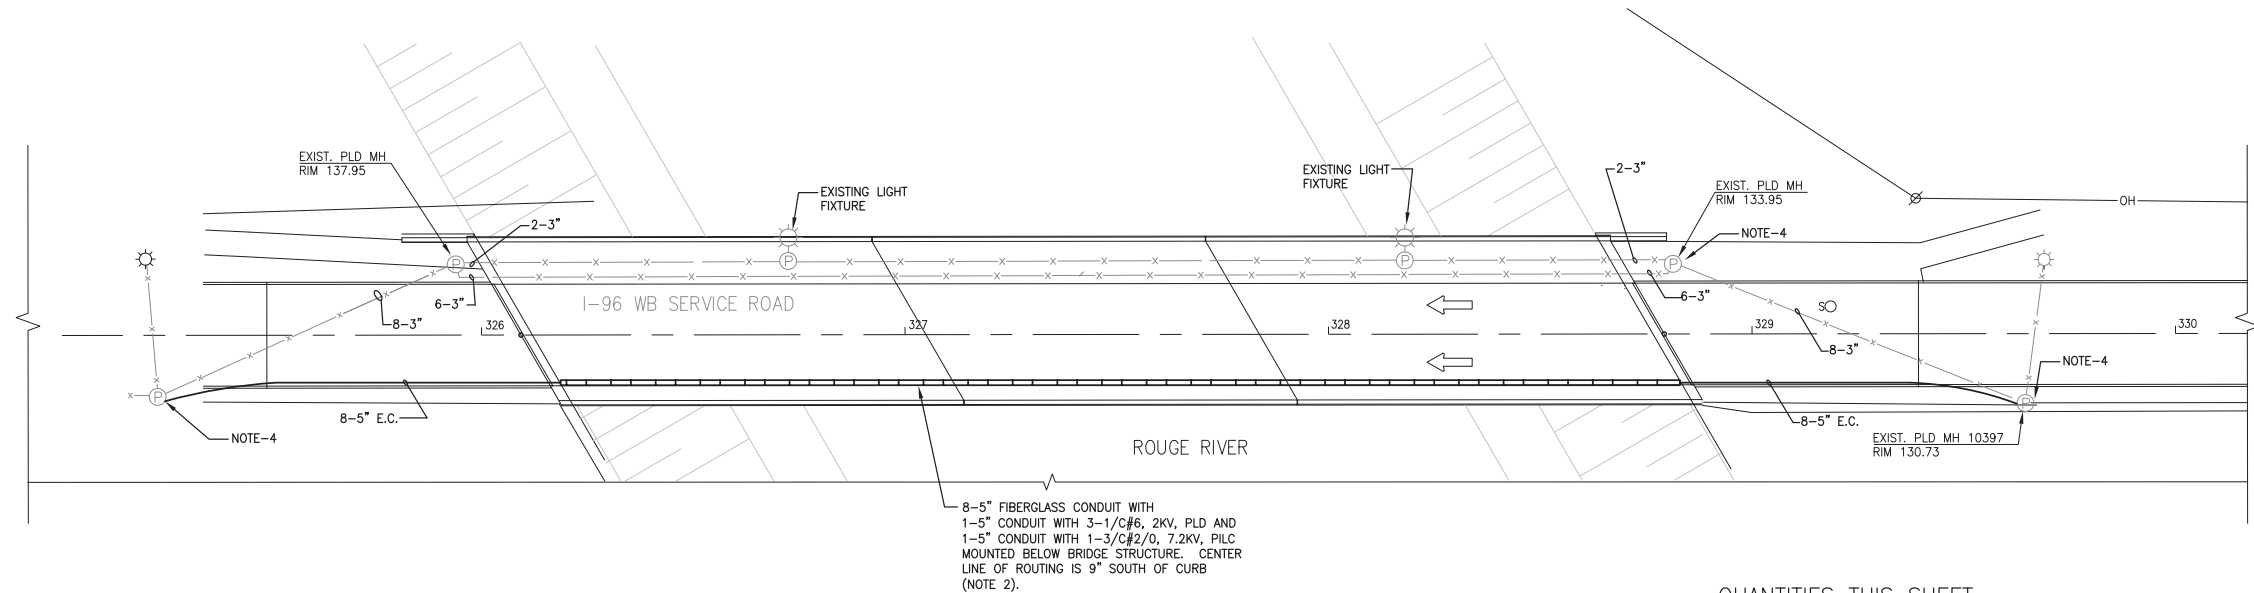 OH
EXIST. PLD MH
RIM 137.95
EXISTING LIGHT
FIXTURE
EXISTING LIGHT
FIXTURE
2-3"
EXIST. PLD MH
RIM 133.95
2-3"
NOTE-4
P
P
P
P
6-3"
I-96 WB SERVICE ROAD
6-3"
SO
8-3"
326
327
328
329
330
8-3"
NOTE-4
P
P
8-5" E.C.
8-5" E.C.
NOTE-4
ROUGE RIVER
EXIST. PLD MH 10397
RIM 130.73
8-5" FIBERGLASS CONDUIT WITH
1-5" CONDUIT WITH 3-1/C#6, 2KV, PLD AND
1-5" CONDUIT WITH 1-3/C#2/0, 7.2KV, PILC
MOUNTED BELOW BRIDGE STRUCTURE. CENTER
LINE OF ROUTING IS 9" SOUTH OF CURB
(NOTE 2).
QUANTITIES THIS SHEET